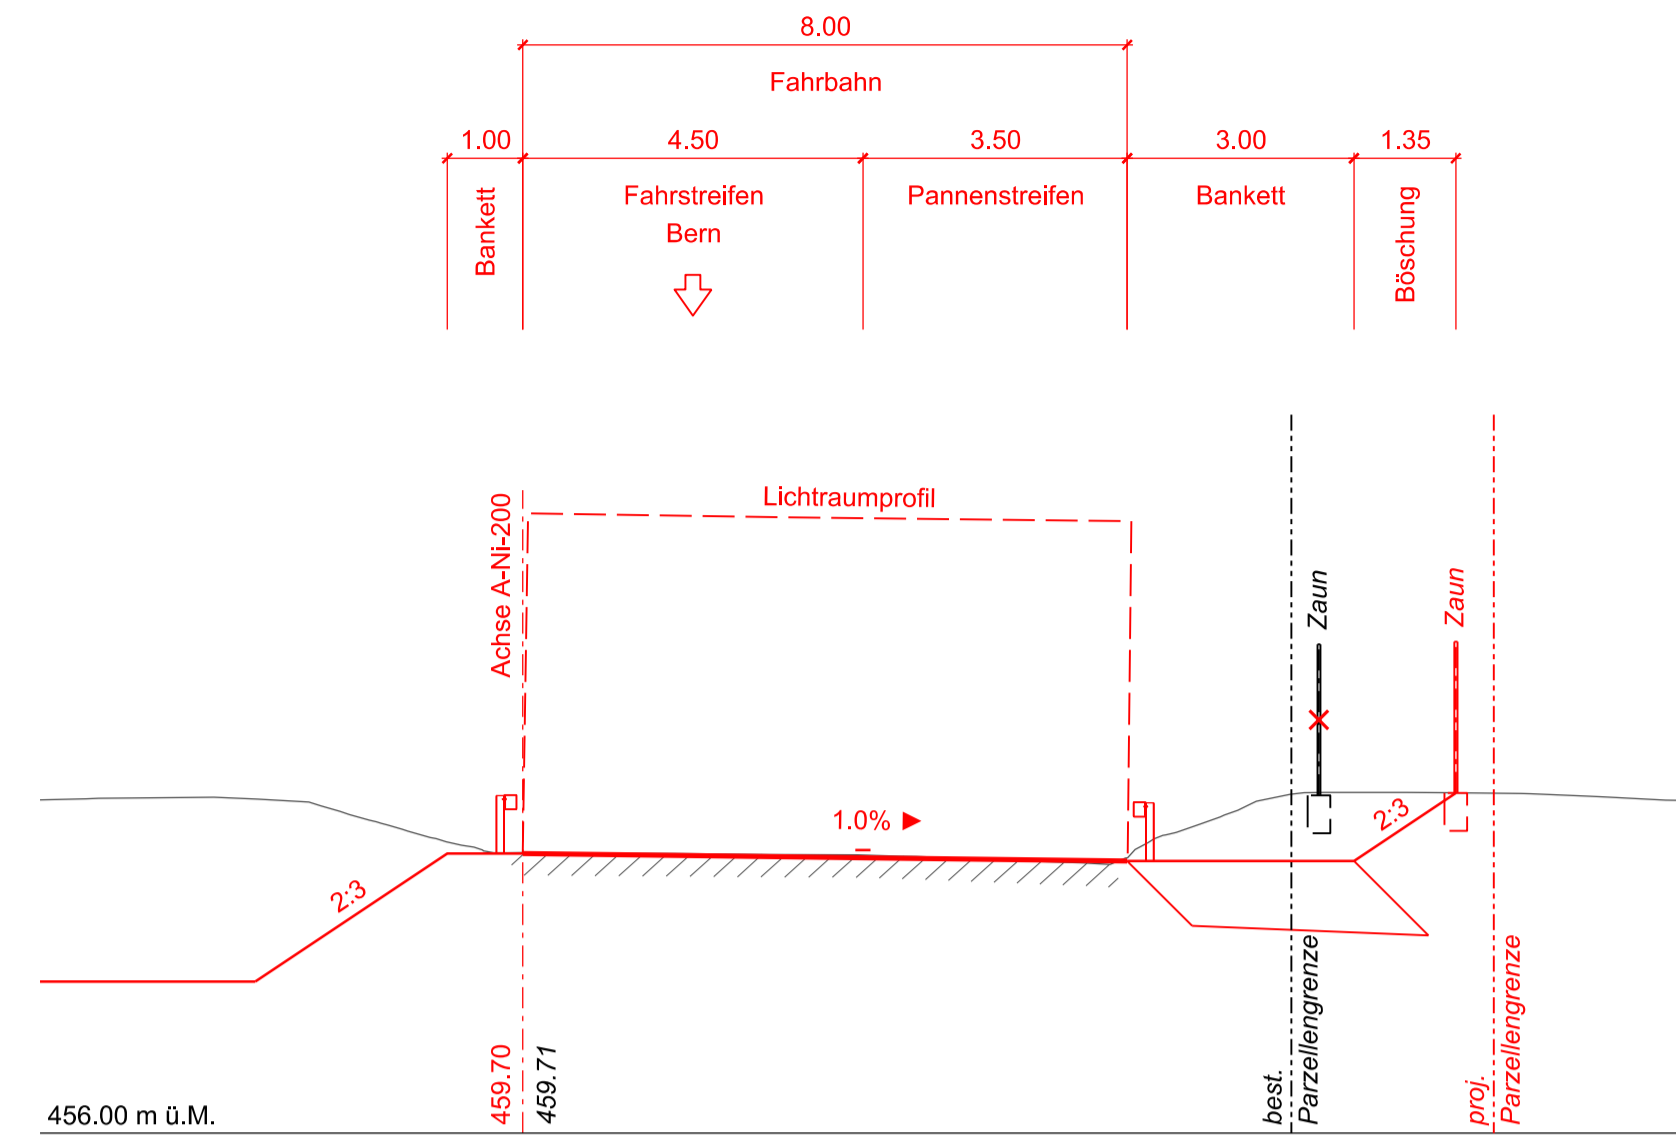 8.00
Fahrbahn
1.00
4.50
3.50
3.00
1.35
Bankett
Fahrstreifen
Bern
Pannenstreifen
Bankett
Böschung
Lichtraumprofil
Achse A-Ni-200
Zaun
Zaun
1.0%
2:3
2:3
459.70
459.71
best.
Parzellengrenze
proj.
Parzellengrenze
456.00 m ü.M.